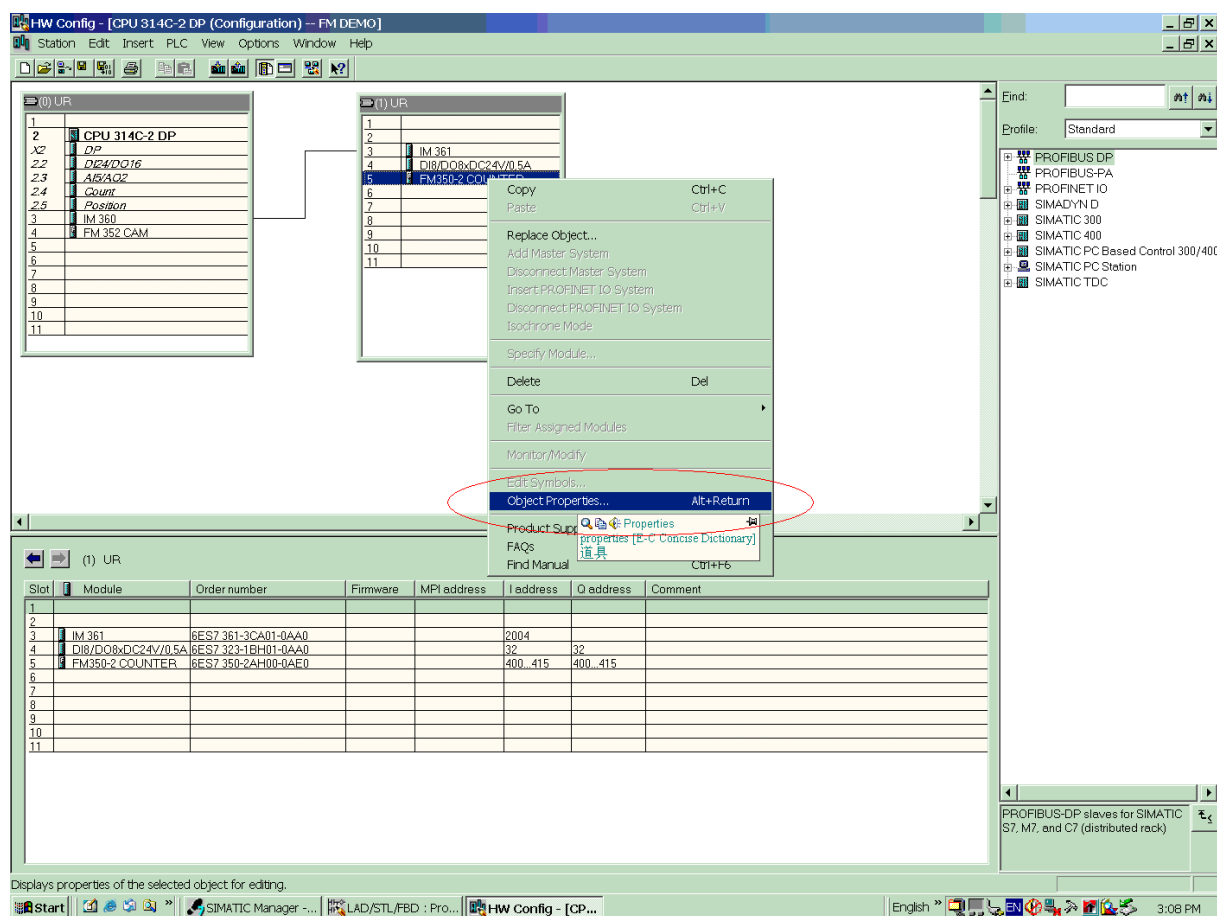 HW Config - [CPU 314C-2 DP (Configuration) -- FM DEMO]
Station Edit Insert PLC View Options Window Help
(0) UR
1
2 CPU 314C-2 DP
X2 DP
2.2 DI24/DO16
2.3 AI5/AO2
2.4 Count
2.5 Position
3 IM 360
4 FM 352 CAM
5
6
7
8
9
10
11
(1) UR
1
2
3 IM 361
4 DI8/DO8xDC24V/0,5A
5 FM350-2 COUNTER
6
7
8
9
10
11
Copy Ctrl+C
Paste Ctrl+V
Replace Object...
Add Master System
Disconnect Master System
Insert PROFINET IO System
Disconnect PROFINET IO System
Isochrone Mode
Specify Module...
Delete Del
Go To
Filter Assigned Modules
Monitor/Modify
Edit Symbols...
Object Properties... Alt+Return
Product Supp
FAQs
Find Manual Ctrl+F6
Properties
properties [E-C Concise Dictionary]
道具
Find:
Profile: Standard
PROFIBUS DP
PROFIBUS-PA
PROFINET IO
SIMADYN D
SIMATIC 300
SIMATIC 400
SIMATIC PC Based Control 300/400
SIMATIC PC Station
SIMATIC TDC
PROFIBUS-DP slaves for SIMATIC
S7, M7, and C7 (distributed rack)
(1) UR
Slot Module Order number Firmware MPI address I address Q address Comment
1
2
3 IM 361 6ES7 361-3CA01-0AA0 2004
4 DI8/DO8xDC24V/0,5A 6ES7 323-1BH01-0AA0 32 32
5 FM350-2 COUNTER 6ES7 350-2AH00-0AE0 400...415 400...415
6
7
8
9
10
11
Displays properties of the selected object for editing.
Start » SIMATIC Manager -... LAD/STL/FBD : Pro... HW Config - [CP... English » EN 3:08 PM